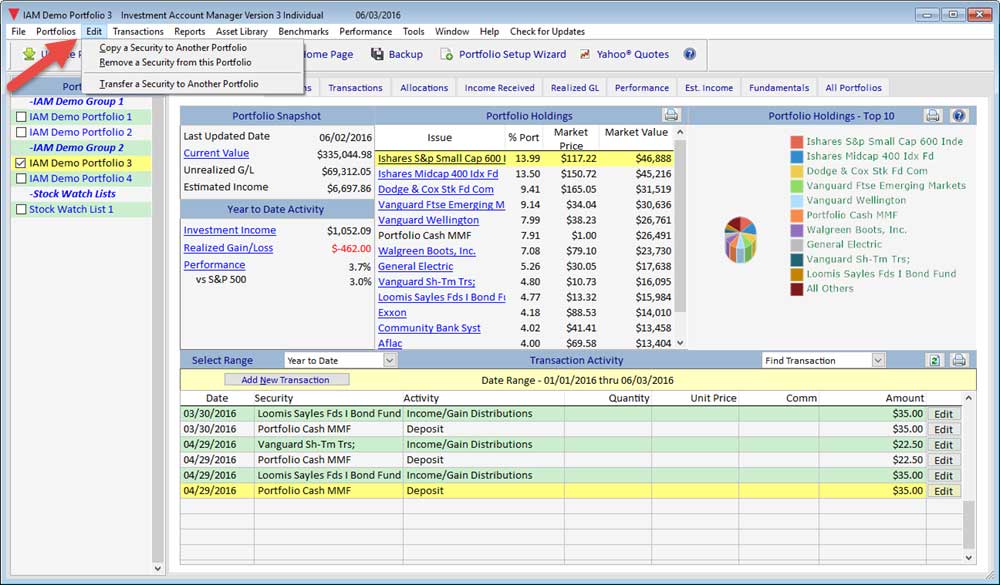 IAM Demo Portfolio 3 Investment Account Manager Version 3 Individual 06/03/2016
File Portfolios Edit Transactions Reports Asset Library Benchmarks Performance Tools Window Help Check for Updates
Copy a Security to Another Portfolio
Remove a Security from this Portfolio
Transfer a Security to Another Portfolio
Home Page Backup Portfolio Setup Wizard Yahoo® Quotes
Transactions Allocations Income Received Realized GL Performance Est. Income Fundamentals All Portfolios
-IAM Demo Group 1
IAM Demo Portfolio 1
IAM Demo Portfolio 2
-IAM Demo Group 2
IAM Demo Portfolio 3
IAM Demo Portfolio 4
-Stock Watch Lists
Stock Watch List 1
Portfolio Snapshot
Last Updated Date 06/02/2016
Current Value $335,044.98
Unrealized G/L $69,312.05
Estimated Income $6,697.86
Year to Date Activity
Investment Income $1,052.09
Realized Gain/Loss $-462.00
Performance 3.7%
vs S&P 500 3.0%
Portfolio Holdings
Issue % Port Market Price Market Value
Ishares S&p Small Cap 600 I 13.99 $117.22 $46,888
Ishares Midcap 400 Idx Fd 13.50 $150.72 $45,216
Dodge & Cox Stk Fd Com 9.41 $165.05 $31,519
Vanguard Ftse Emerging M 9.14 $34.04 $30,636
Vanguard Wellington 7.99 $38.23 $26,761
Portfolio Cash MMF 7.91 $1.00 $26,491
Walgreen Boots, Inc. 7.08 $79.10 $23,730
General Electric 5.26 $30.05 $17,638
Vanguard Sh-Tm Trs; 4.80 $10.73 $16,095
Loomis Sayles Fds I Bond Fu 4.77 $13.32 $15,984
Exxon 4.18 $88.53 $14,010
Community Bank Syst 4.02 $41.41 $13,458
Aflac 4.00 $69.58 $13,404
Portfolio Holdings - Top 10
Ishares S&p Small Cap 600 Inde
Ishares Midcap 400 Idx Fd
Dodge & Cox Stk Fd Com
Vanguard Ftse Emerging Markets
Vanguard Wellington
Portfolio Cash MMF
Walgreen Boots, Inc.
General Electric
Vanguard Sh-Tm Trs;
Loomis Sayles Fds I Bond Fund
All Others
Select Range Year to Date Transaction Activity Find Transaction
Add New Transaction Date Range - 01/01/2016 thru 06/03/2016
Date Security Activity Quantity Unit Price Comm Amount
03/30/2016 Loomis Sayles Fds I Bond Fund Income/Gain Distributions $35.00 Edit
03/30/2016 Portfolio Cash MMF Deposit $35.00 Edit
04/29/2016 Vanguard Sh-Tm Trs; Income/Gain Distributions $22.50 Edit
04/29/2016 Portfolio Cash MMF Deposit $22.50 Edit
04/29/2016 Loomis Sayles Fds I Bond Fund Income/Gain Distributions $35.00 Edit
04/29/2016 Portfolio Cash MMF Deposit $35.00 Edit